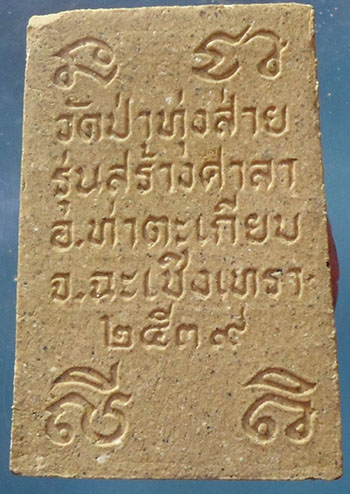 วัดป่าทุ่งส่าย
รุ่นสร้างศาลา
อ.ท่าตะเกียบ
จ.ฉะเชิงเทรา
๒๕๓๙